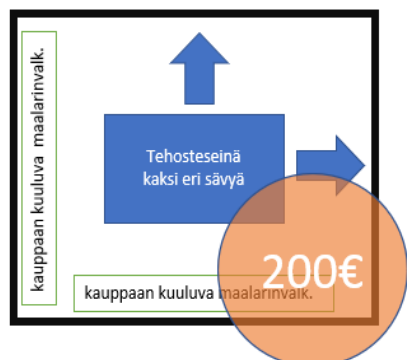 kauppaan kuuluva maalarinvalk.
Tehosteseinä
kaksi eri sävyä
200€
kauppaan kuuluva maalarinvalk.